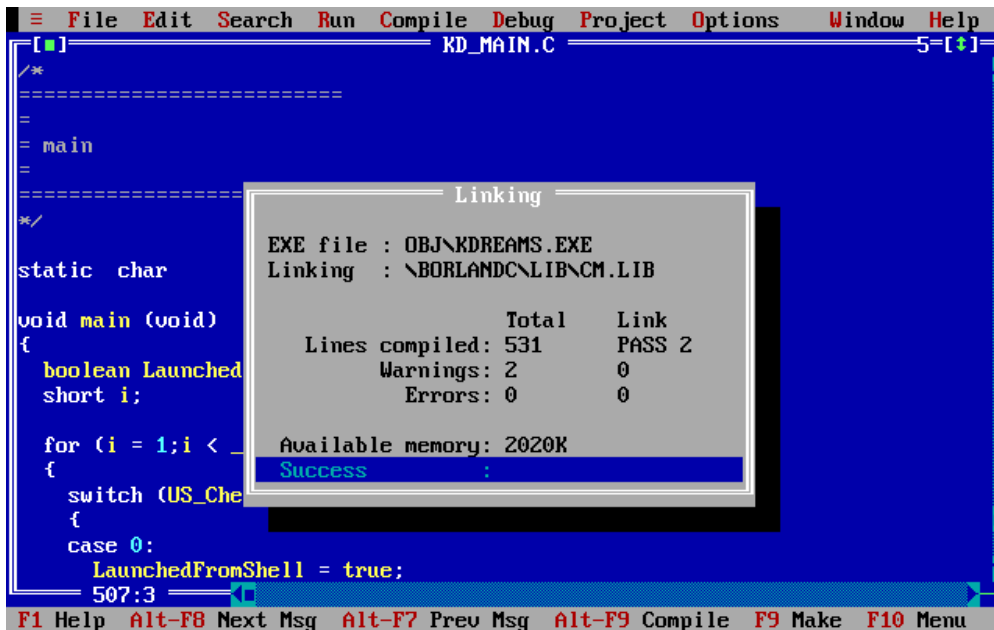 ≡ File Edit Search Run Compile Debug Project Options Window Help
[■] KD_MAIN.C 5=[↕]
/*
==========================
=
= main
=
==================
*/
static char
void main (void)
{
boolean Launched
short i;
for (i = 1;i < _
{
switch (US_Che
{
case 0:
LaunchedFromShell = true;
Linking
EXE file : OBJ\KDREAMS.EXE
Linking : \BORLANDC\LIB\CM.LIB
Total Link
Lines compiled: 531 PASS 2
Warnings: 2 0
Errors: 0 0
Available memory: 2020K
Success :
507:3
F1 Help Alt-F8 Next Msg Alt-F7 Prev Msg Alt-F9 Compile F9 Make F10 Menu